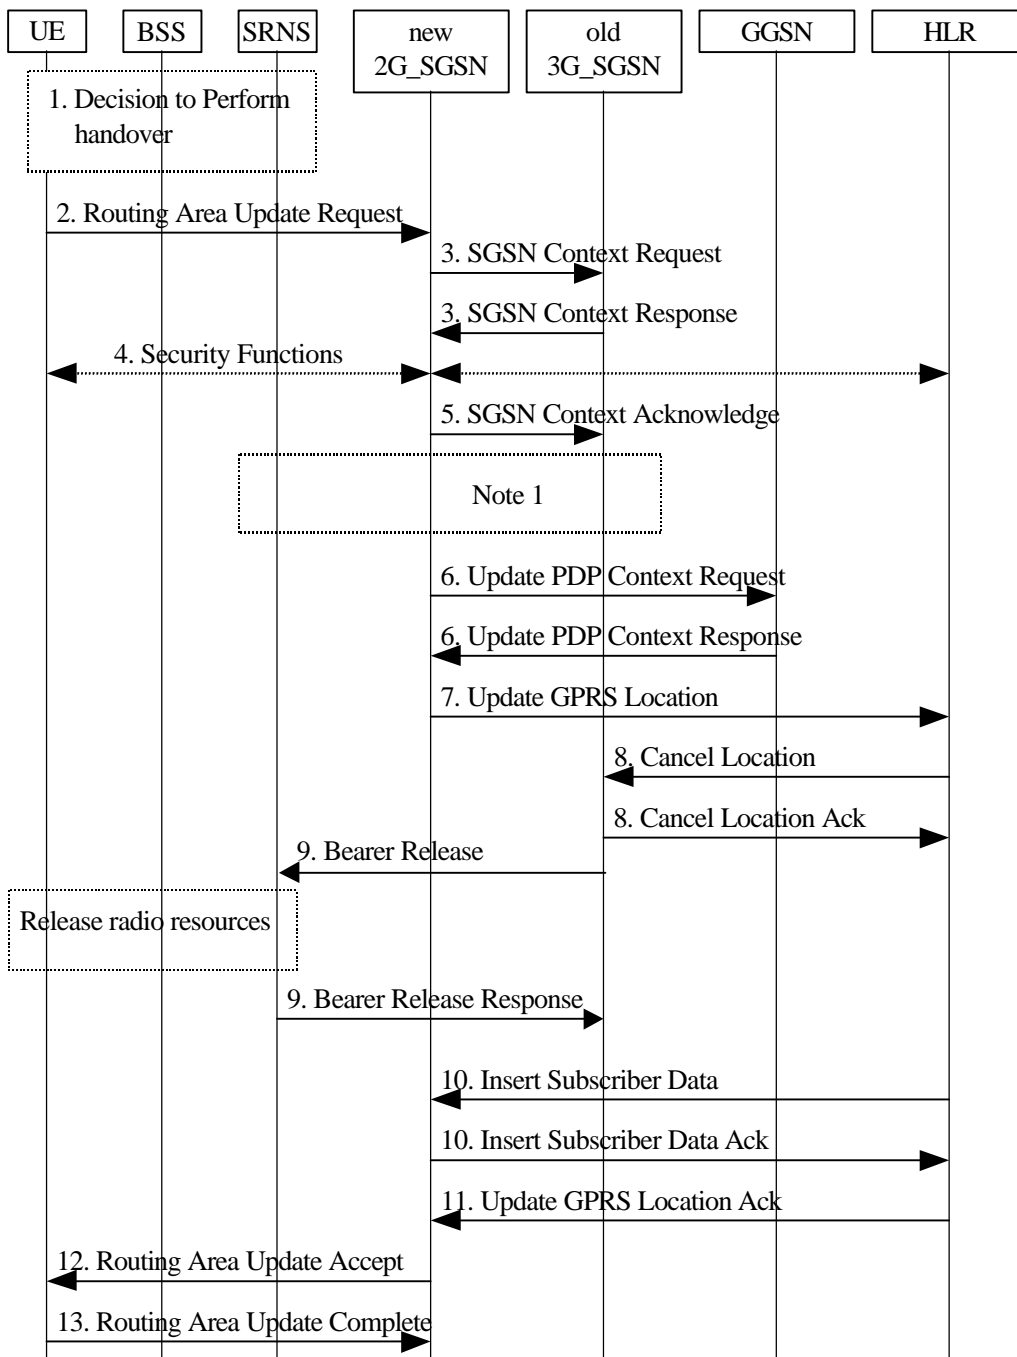 UE
BSS
SRNS
new
2G_SGSN
old
3G_SGSN
GGSN
HLR
1. Decision to Perform
handover
2. Routing Area Update Request
3. SGSN Context Request
3. SGSN Context Response
4. Security Functions
5. SGSN Context Acknowledge
Note 1
6. Update PDP Context Request
6. Update PDP Context Response
7. Update GPRS Location
8. Cancel Location
8. Cancel Location Ack
9. Bearer Release
Release radio resources
9. Bearer Release Response
10. Insert Subscriber Data
10. Insert Subscriber Data Ack
11. Update GPRS Location Ack
12. Routing Area Update Accept
13. Routing Area Update Complete